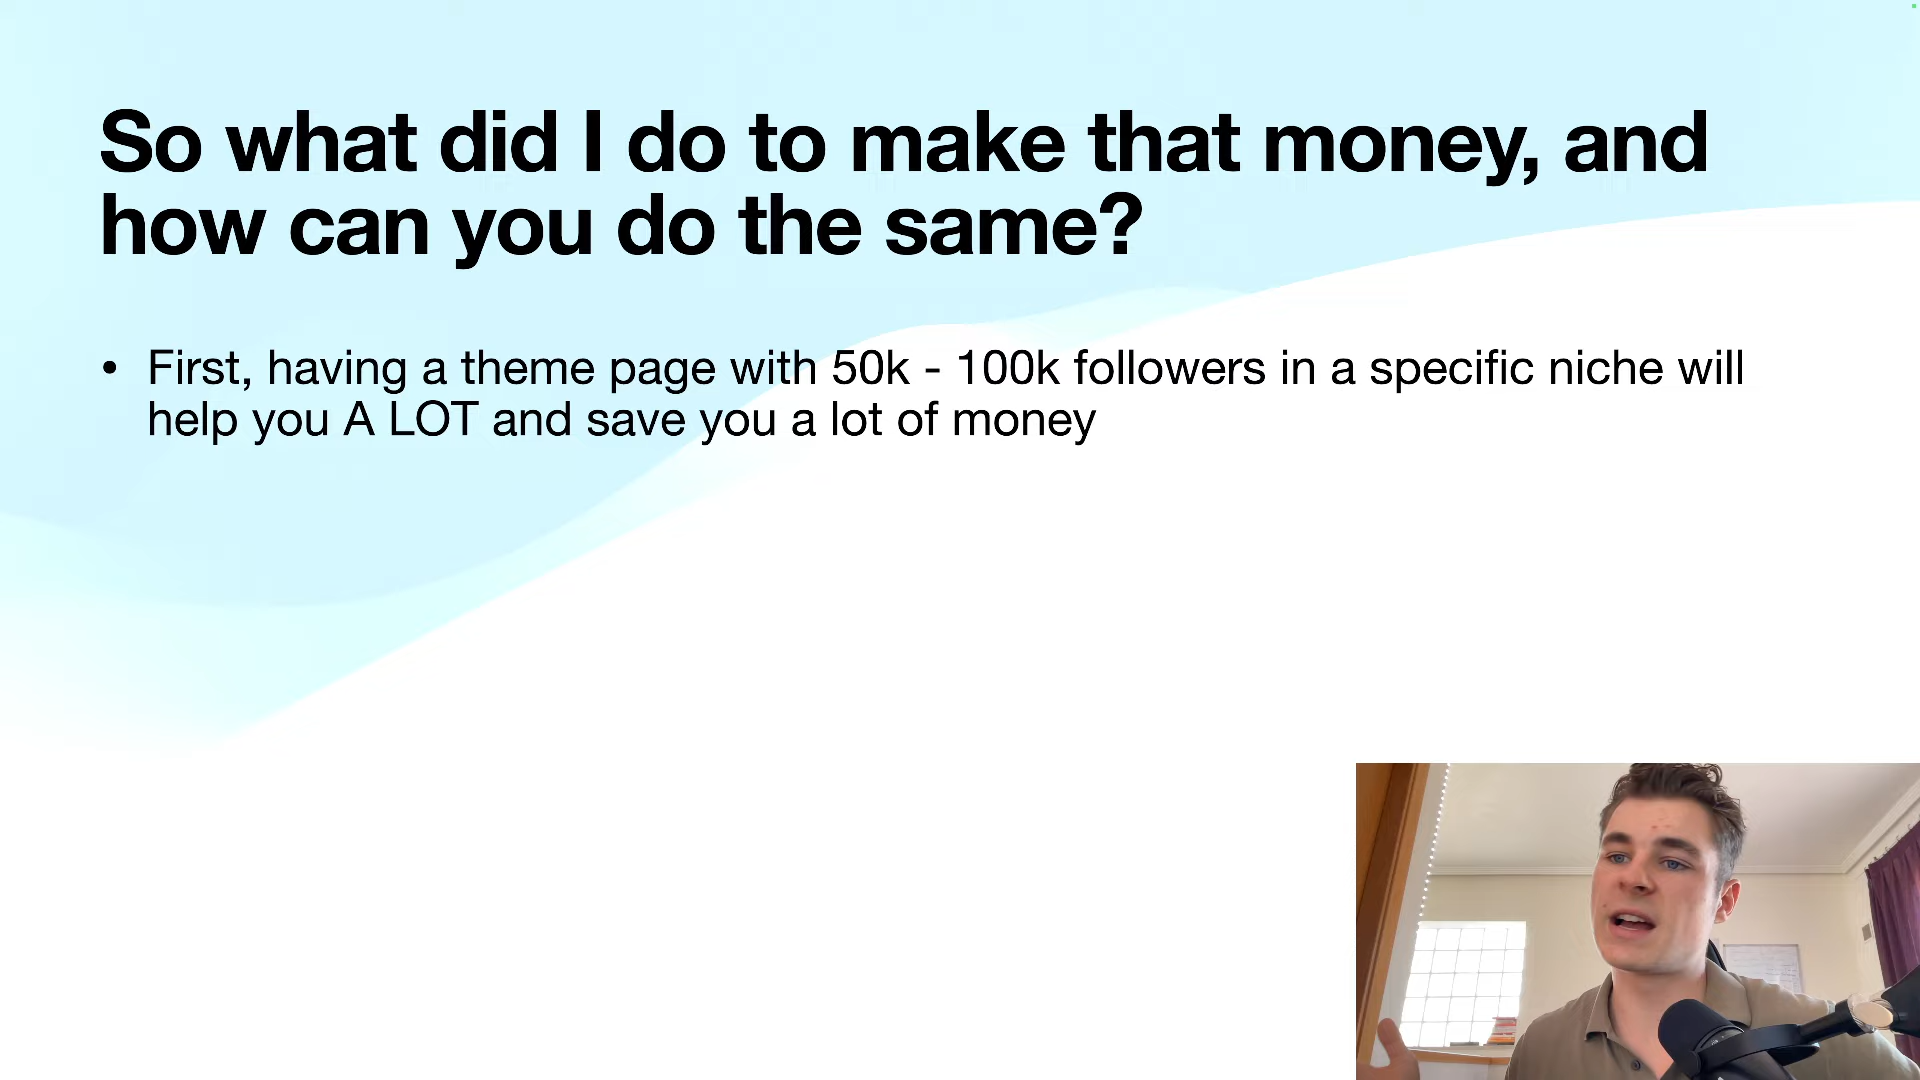 So what did I do to make that money, and
how can you do the same?
• First, having a theme page with 50k - 100k followers in a specific niche will
help you A LOT and save you a lot of money